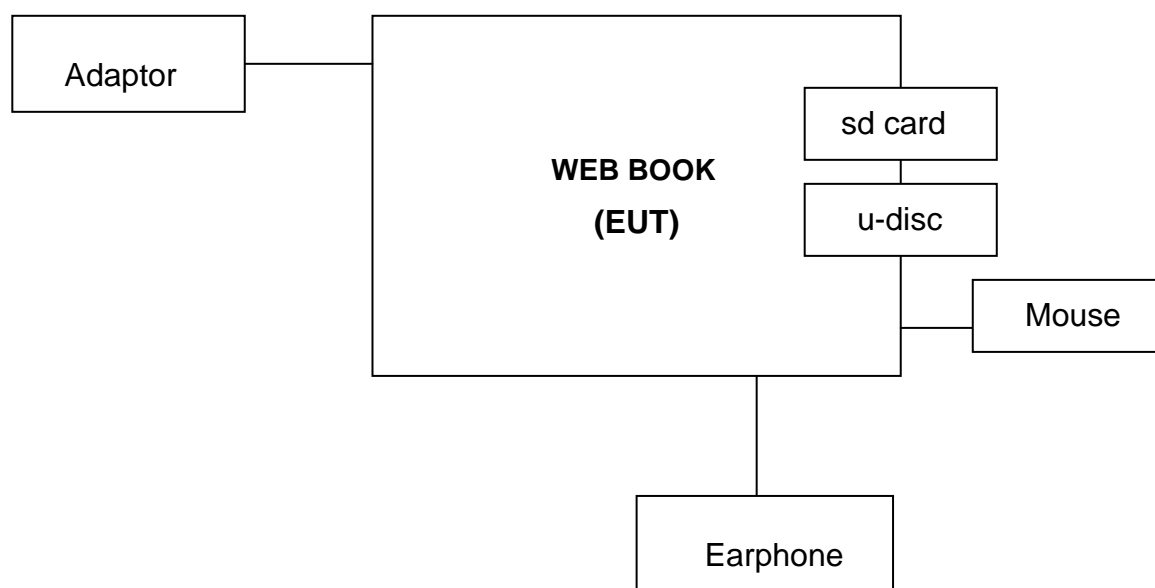 Adaptor
sd card
WEB BOOK
(EUT)
u-disc
Mouse
Earphone